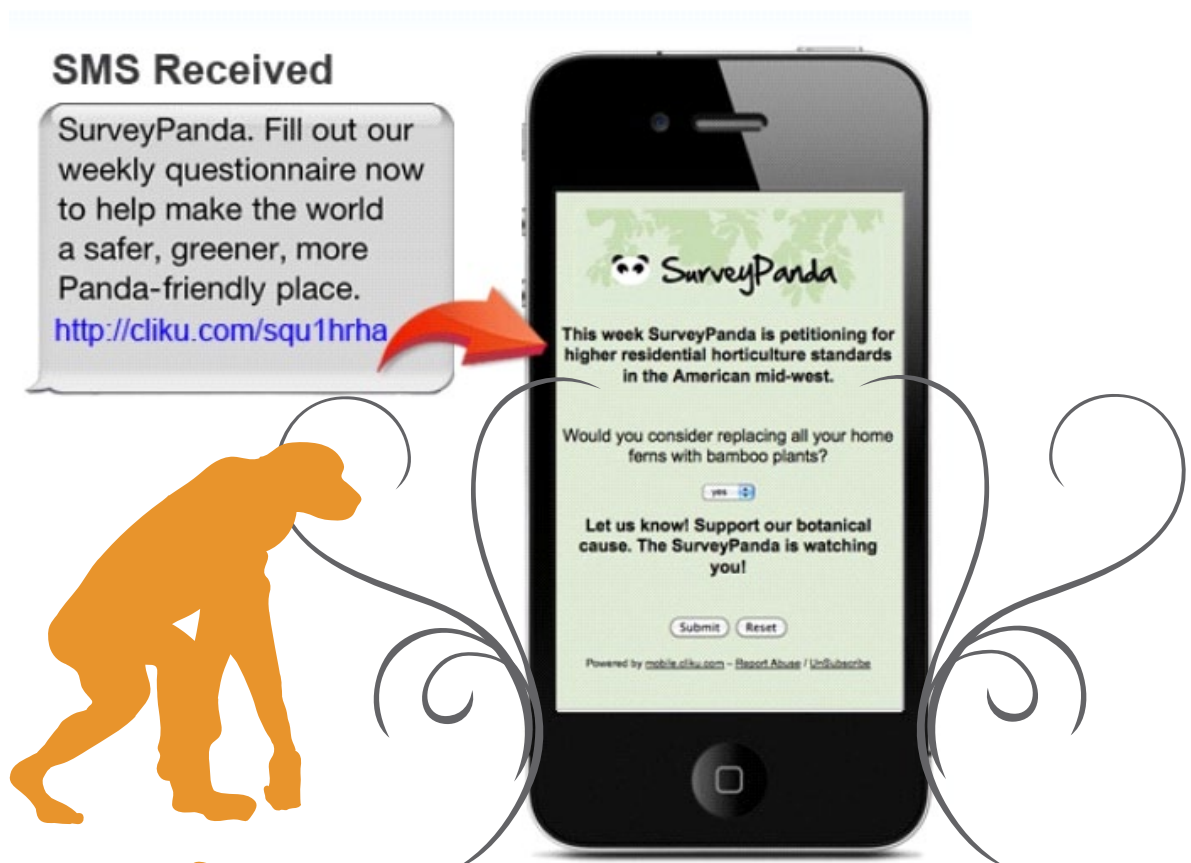 SMS Received
SurveyPanda. Fill out our
weekly questionnaire now
to help make the world
a safer, greener, more
Panda-friendly place.
http://cliku.com/squ1hrha
SurveyPanda
This week SurveyPanda is petitioning for
higher residential horticulture standards
in the American mid-west.
Would you consider replacing all your home
ferns with bamboo plants?
yes
Let us know! Support our botanical
cause. The SurveyPanda is watching
you!
Submit Reset
Powered by mobile.cliku.com – Report Abuse / UnSubscribe